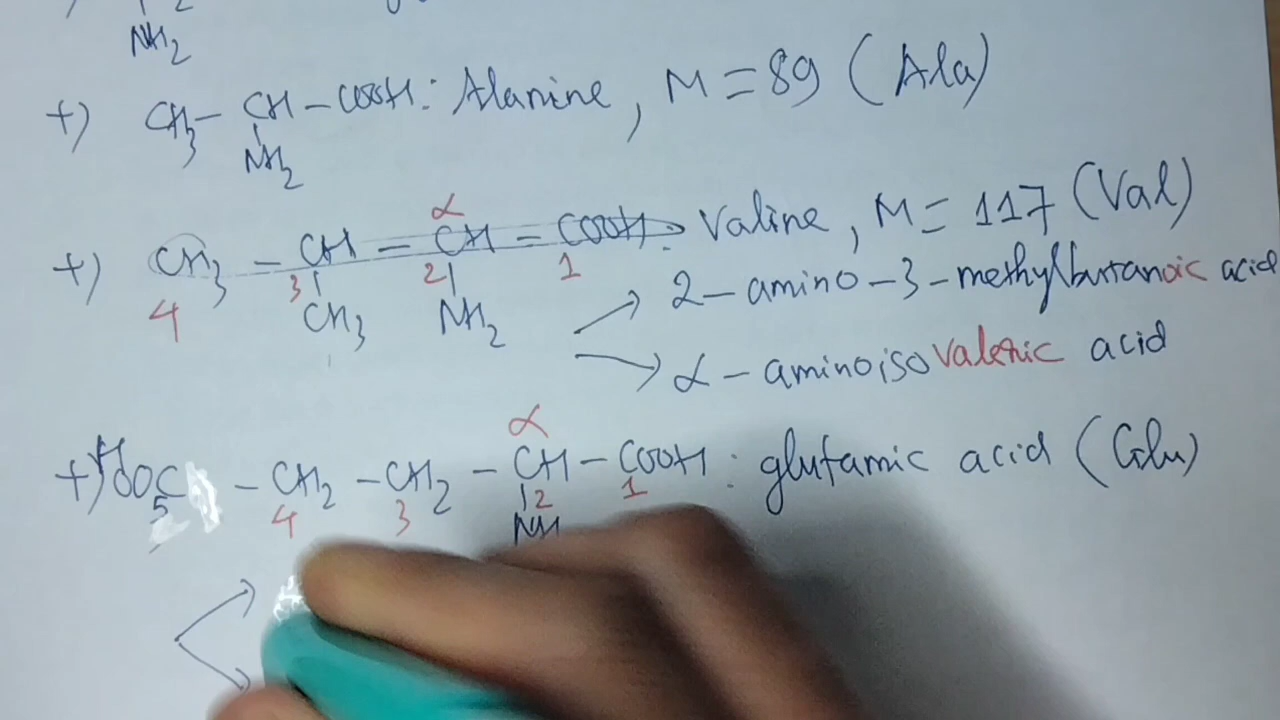 NH2
+) CH3 - CH - COOH: Alanine, M = 89 (Ala)
NH2
α
+) CH3 - CH - CH - COOH: Valine, M = 117 (Val)
4 3 2 1
CH3 NH2
2 - amino - 3 - methylbutanoic acid
α - aminoisovaleric acid
α
+) HOOC - CH2 - CH2 - CH - COOH: glutamic acid (Glu)
5 4 3 2 1
NH